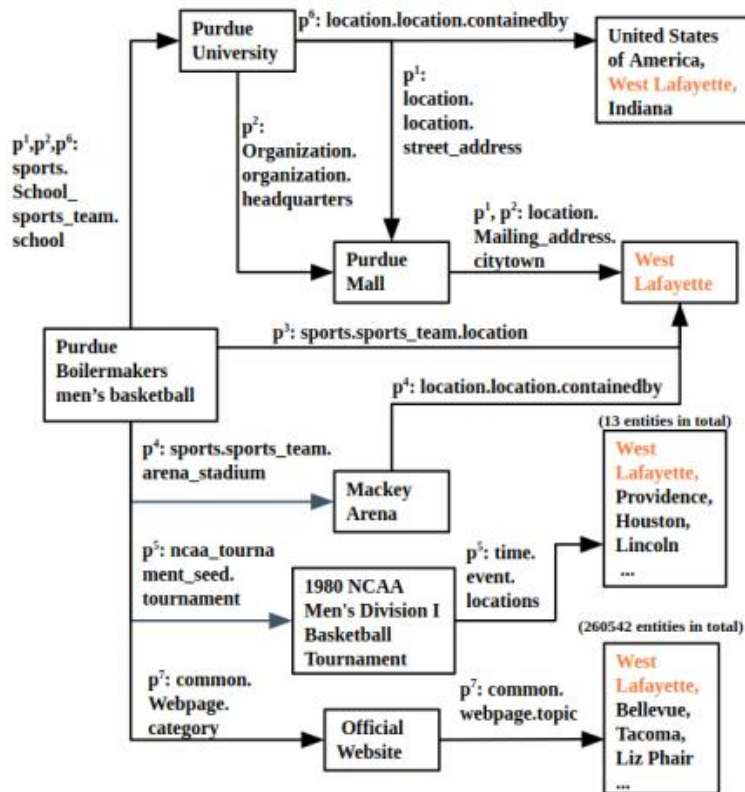 Purdue
University
p⁶: location.location.containedby
United States
of America,
West Lafayette,
Indiana
p¹:
location.
location.
street_address
p²:
Organization.
organization.
headquarters
p¹,p²,p⁶:
sports.
School_
sports_team.
school
Purdue
Mall
p¹, p²: location.
Mailing_address.
citytown
West
Lafayette
p³: sports.sports_team.location
Purdue
Boilermakers
men's basketball
p⁴: location.location.containedby
p⁴: sports.sports_team.
arena_stadium
Mackey
Arena
(13 entities in total)
West
Lafayette,
Providence,
Houston,
Lincoln
...
p⁵: ncaa_tourna
ment_seed.
tournament
1980 NCAA
Men's Division I
Basketball
Tournament
p⁵: time.
event.
locations
(260542 entities in total)
West
Lafayette,
Bellevue,
Tacoma,
Liz Phair
...
p⁷: common.
Webpage.
category
Official
Website
p⁷: common.
webpage.topic